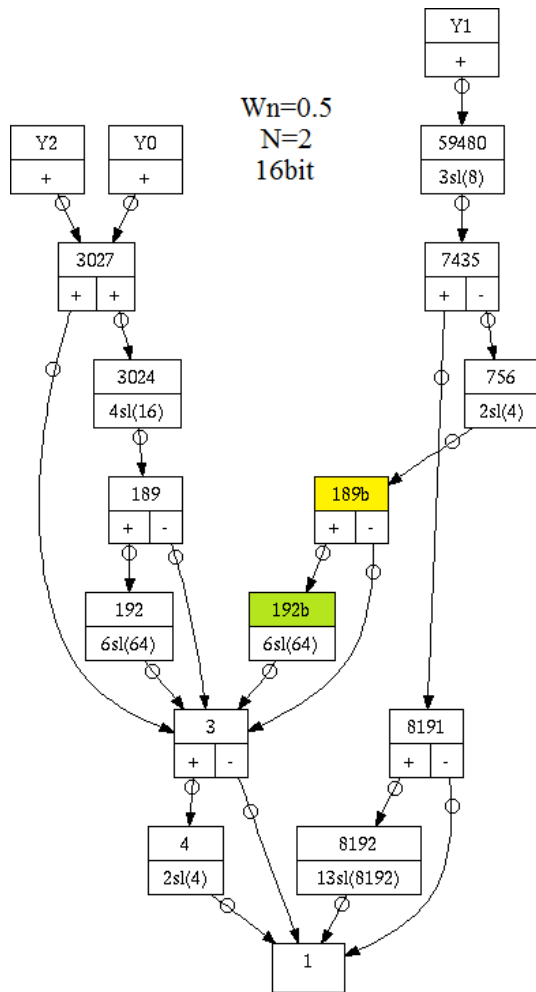 Y1
+
Wn=0.5
N=2
16bit
Y2
+
Y0
+
59480
3sl(8)
3027
+ +
7435
+ -
3024
4sl(16)
756
2sl(4)
189
+ -
189b
+ -
192
6sl(64)
192b
6sl(64)
3
+ -
8191
+ -
4
2sl(4)
8192
13sl(8192)
1